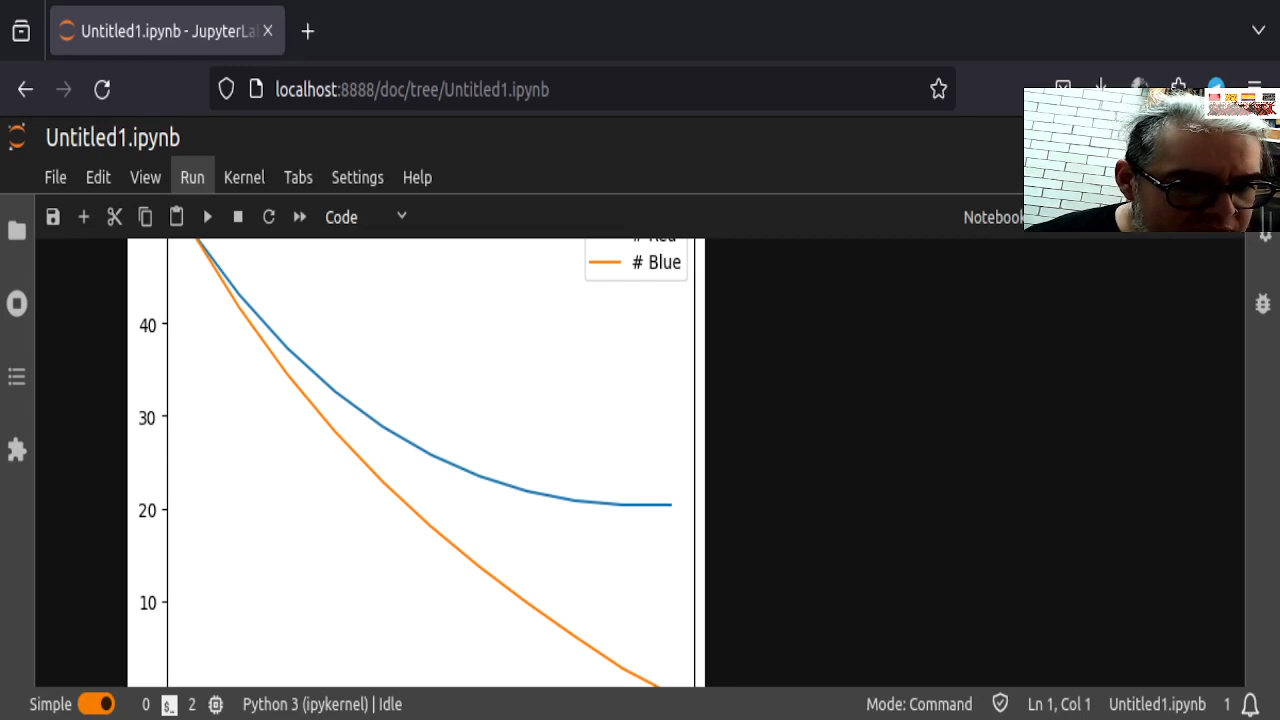 Untitled1.ipynb - JupyterLa
localhost:8888/doc/tree/Untitled1.ipynb
Untitled1.ipynb
File Edit View Run Kernel Tabs Settings Help
Code
Notebook
# Red
# Blue
40
30
20
10
Simple 0 $_ 2 Python 3 (ipykernel) | Idle Mode: Command Ln 1, Col 1 Untitled1.ipynb 1